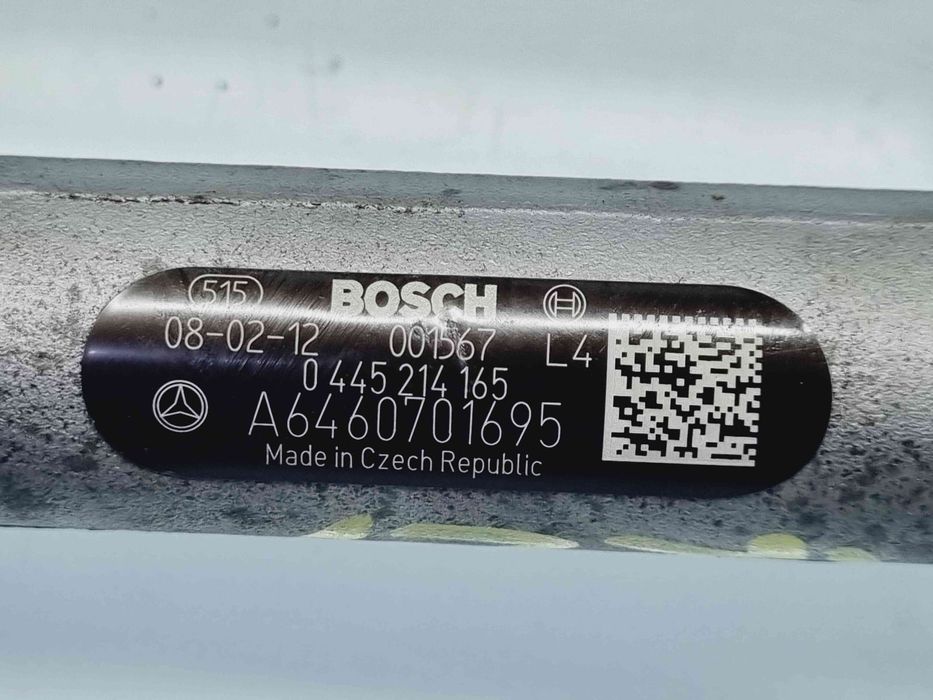 515 BOSCH
08-02-12 001567 L4
0 445 214 165
A6460701695
Made in Czech Republic